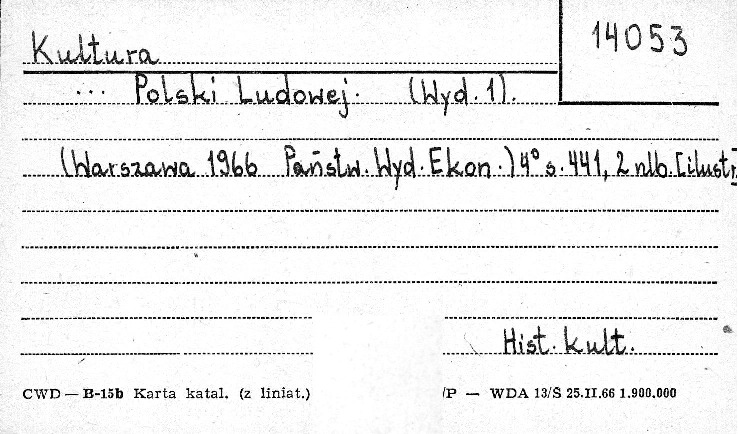 14053
Kultura
... Polski Ludowej. (Wyd. 1).
(Warszawa 1966 Państw. Wyd. Ekon.) 4° s. 441, 2 nlb. [ilustr]
Hist. kult.
CWD — B-15b Karta katal. (z liniat.) /P — WDA 13/S 25.II.66 1.900.000